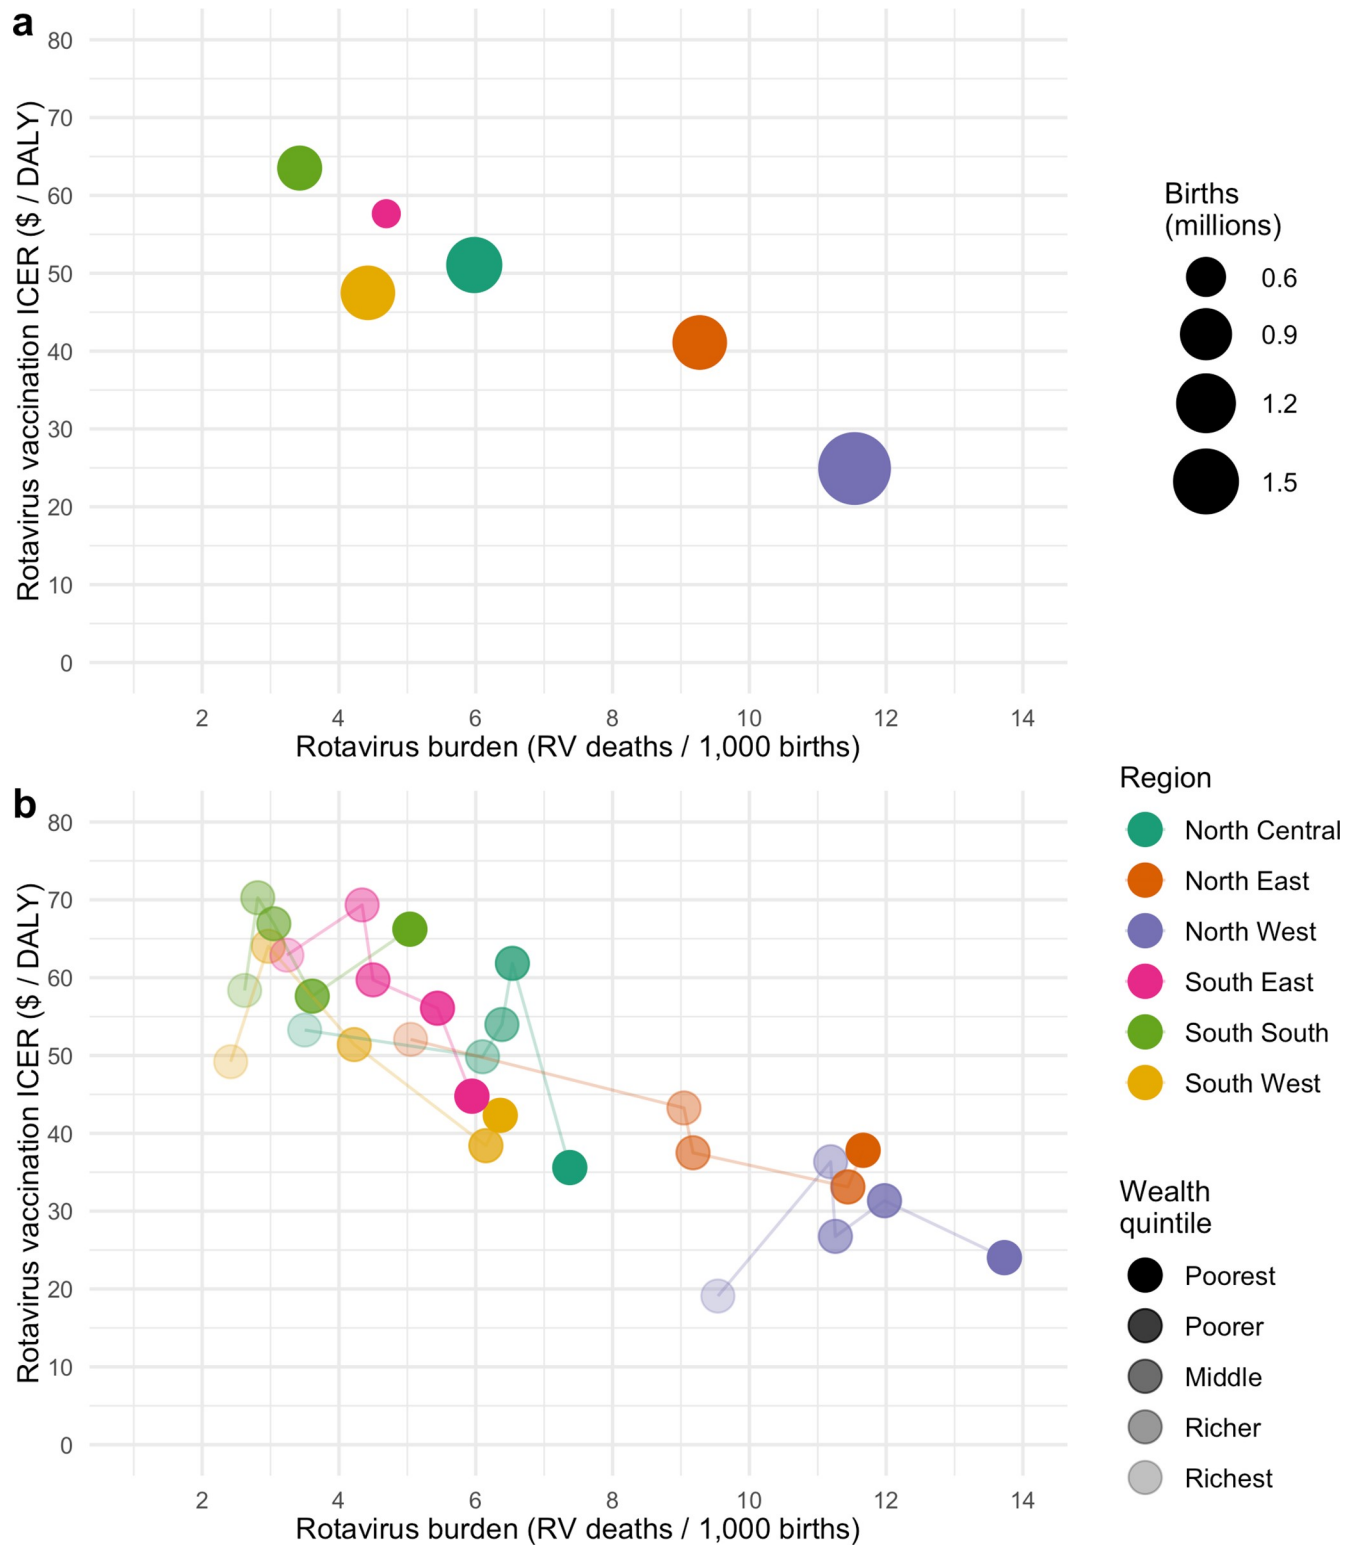 a
80
70
60
50
40
30
20
10
0
Rotavirus vaccination ICER ($ / DALY)
2 4 6 8 10 12 14
Rotavirus burden (RV deaths / 1,000 births)
Births
(millions)
0.6
0.9
1.2
1.5
b
80
70
60
50
40
30
20
10
0
Rotavirus vaccination ICER ($ / DALY)
2 4 6 8 10 12 14
Rotavirus burden (RV deaths / 1,000 births)
Region
North Central
North East
North West
South East
South South
South West
Wealth
quintile
Poorest
Poorer
Middle
Richer
Richest